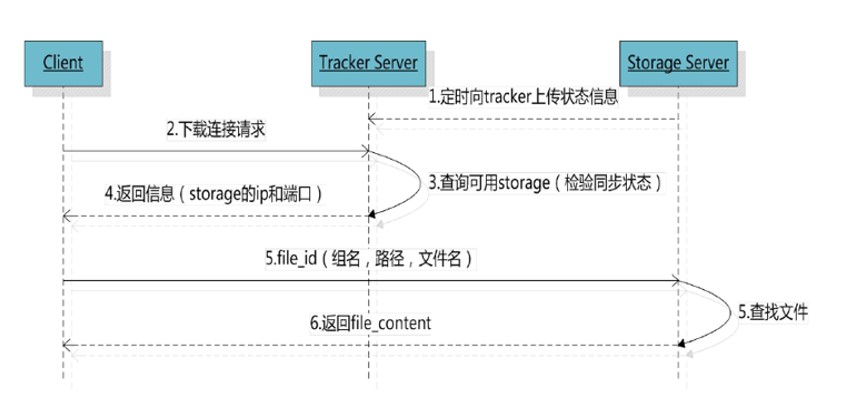 Client
Tracker Server
Storage Server
1.定时向tracker上传状态信息
2.下载连接请求
3.查询可用storage（检验同步状态）
4.返回信息（storage的ip和端口）
5.file_id（组名，路径，文件名）
5.查找文件
6.返回file_content